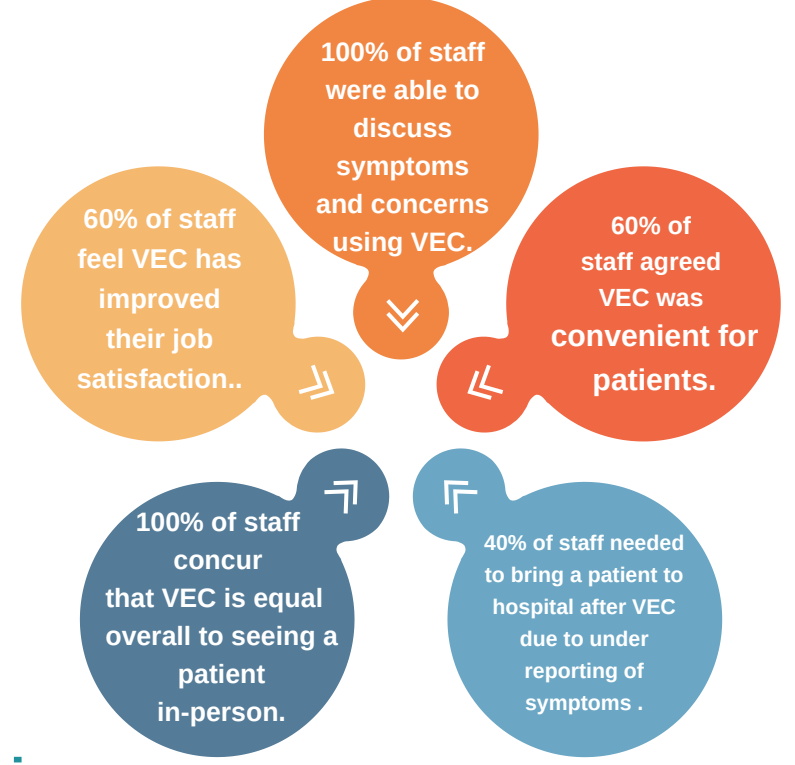 100% of staff
were able to
discuss
symptoms
and concerns
using VEC.
60% of staff
feel VEC has
improved
their job
satisfaction..
60% of
staff agreed
VEC was
convenient for
patients.
100% of staff
concur
that VEC is equal
overall to seeing a
patient
in-person.
40% of staff needed
to bring a patient to
hospital after VEC
due to under
reporting of
symptoms .